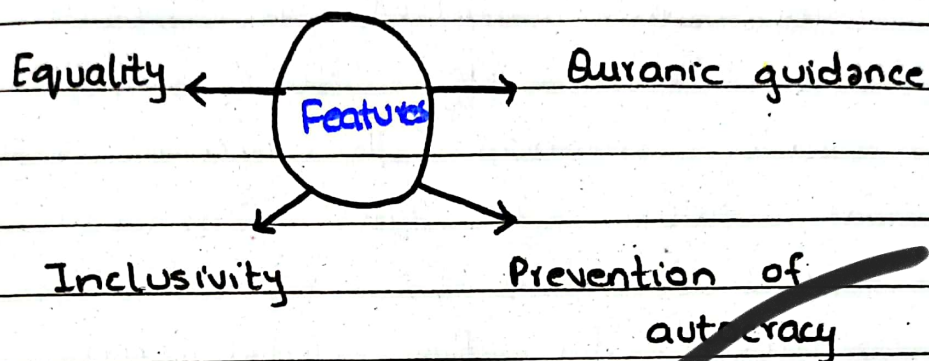 Equality
Quranic guidance
Features
Inclusivity
Prevention of
autocracy